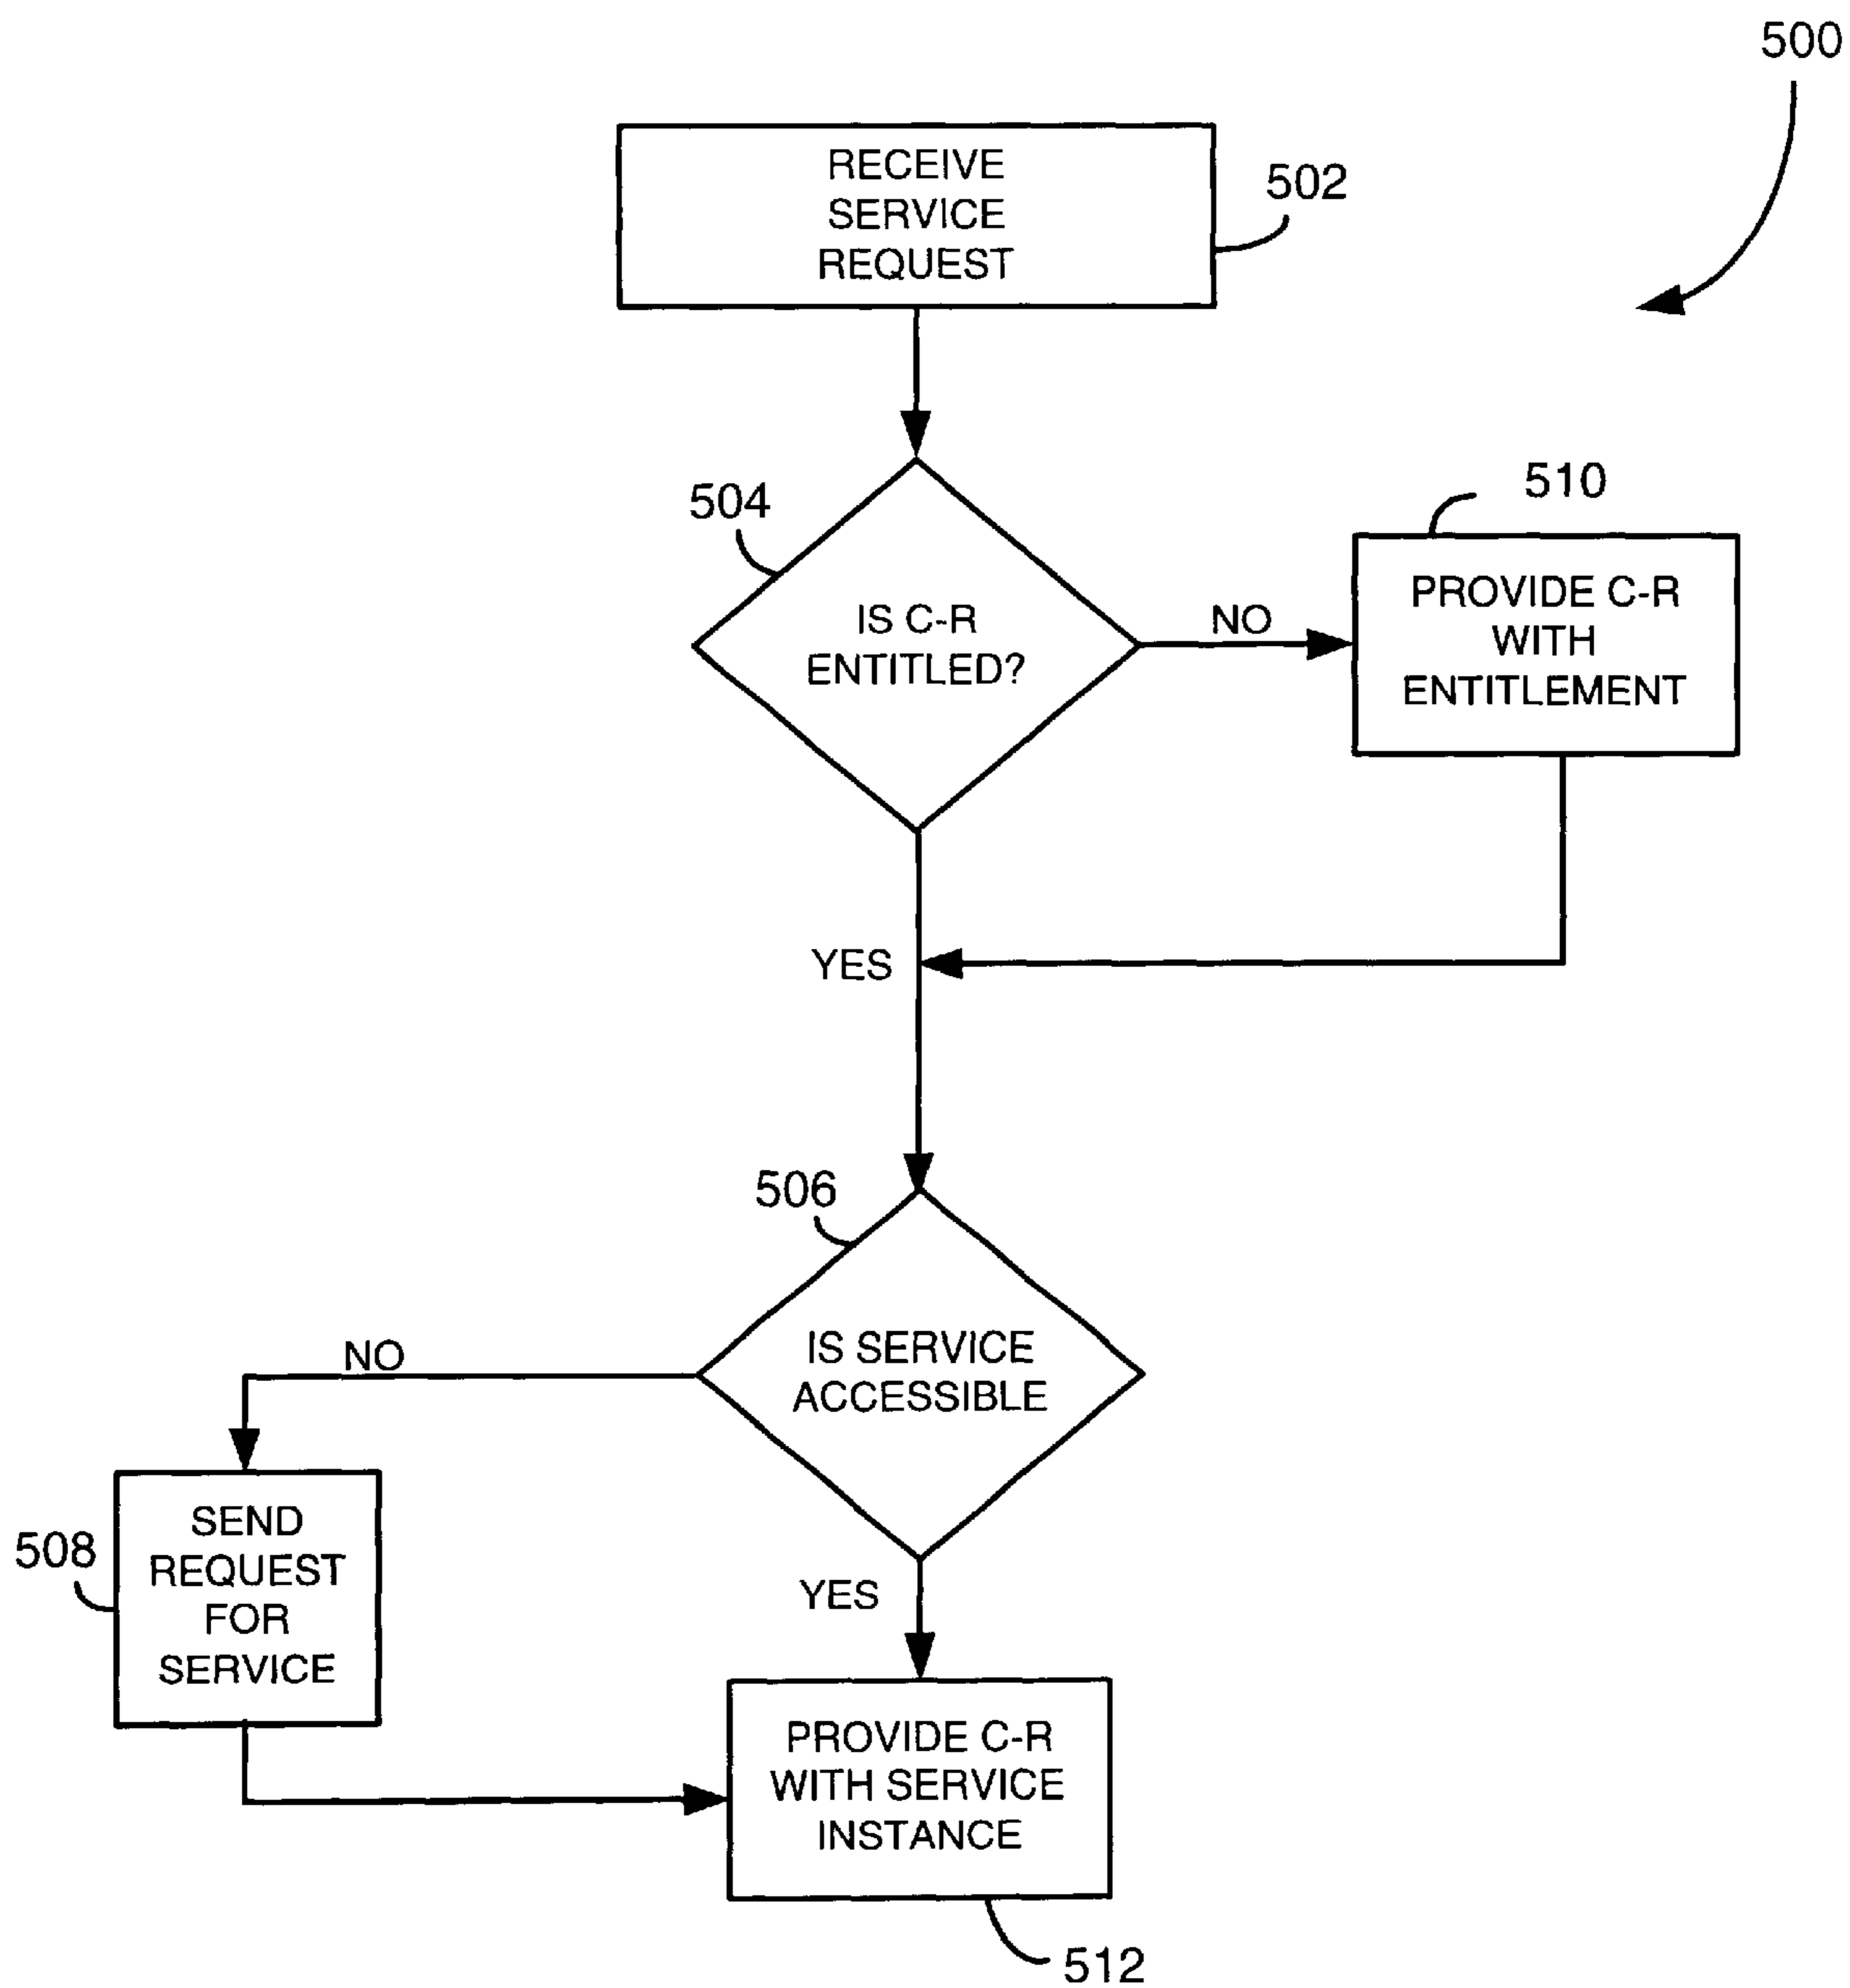 500
RECEIVE
SERVICE
REQUEST
502
504
IS C-R
ENTITLED?
NO
510
PROVIDE C-R
WITH
ENTITLEMENT
YES
506
IS SERVICE
ACCESSIBLE
NO
508
SEND
REQUEST
FOR
SERVICE
YES
PROVIDE C-R
WITH SERVICE
INSTANCE
512